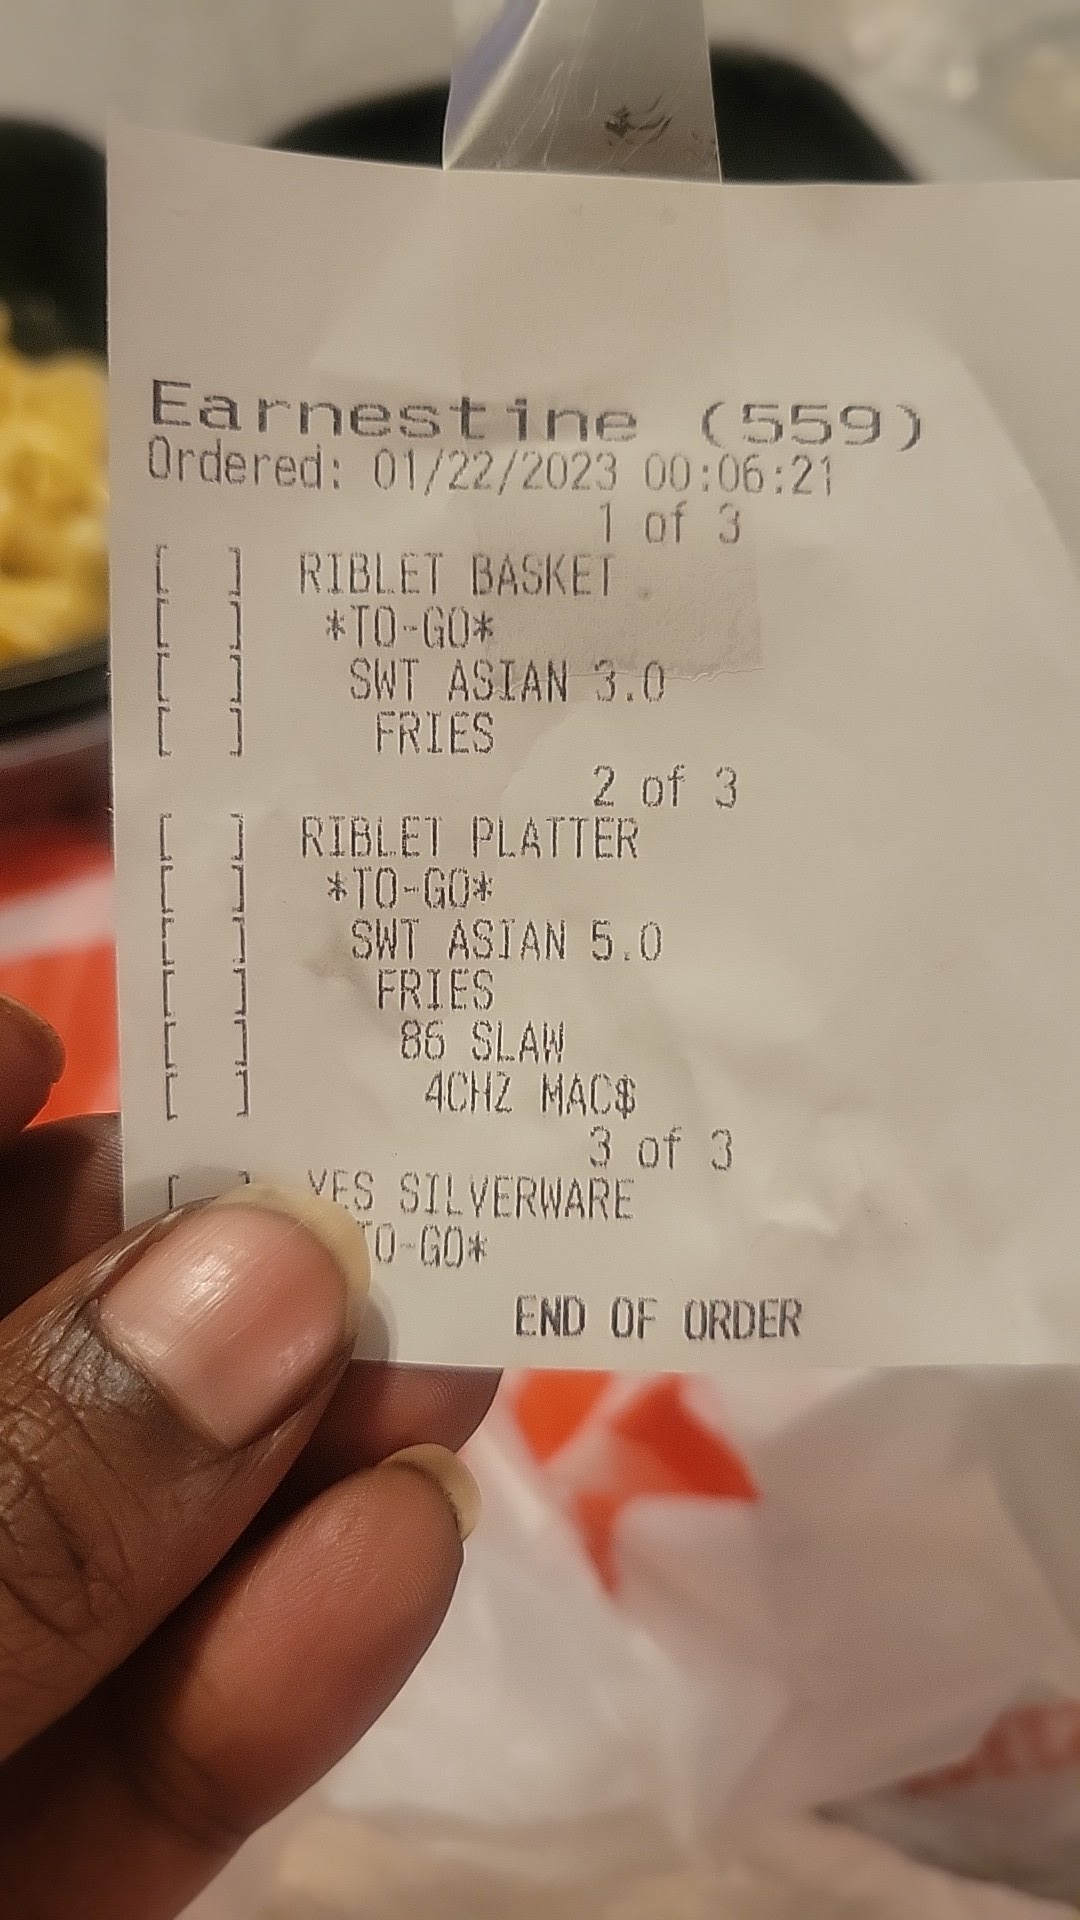 Earnestine (559)
Ordered: 01/22/2023 00:06:21
1 of 3
[ ] RIBLET BASKET
[ ] *TO-GO*
[ ] SWT ASIAN 3.0
[ ] FRIES
2 of 3
[ ] RIBLET PLATTER
[ ] *TO-GO*
[ ] SWT ASIAN 5.0
[ ] FRIES
[ ] 86 SLAW
[ ] 4CHZ MAC$
3 of 3
[ ] YES SILVERWARE
TO-GO*
END OF ORDER